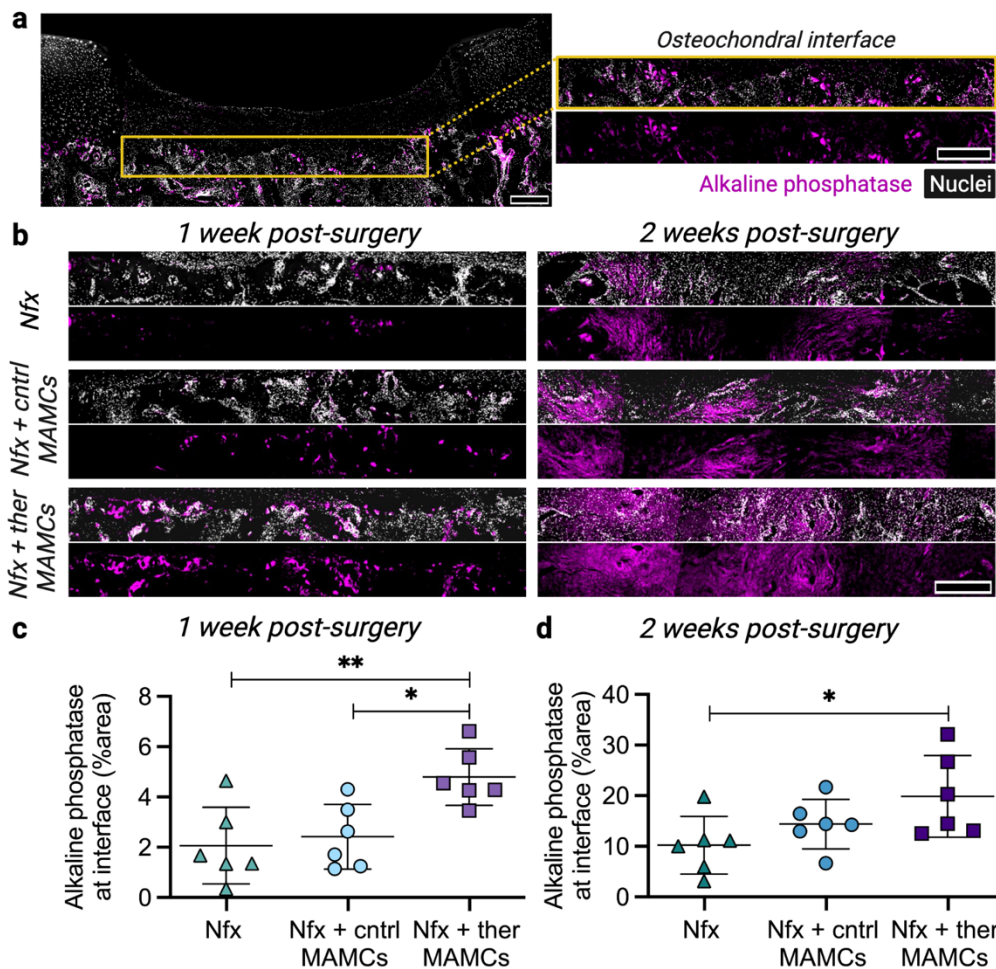 a
Osteochondral interface
Alkaline phosphatase Nuclei
b
1 week post-surgery
2 weeks post-surgery
Nfx
Nfx + cntrl
MAMCs
Nfx + ther
MAMCs
c
1 week post-surgery
Alkaline phosphatase
at interface (%area)
8
6
4
2
0
**
*
Nfx
Nfx + cntrl
MAMCs
Nfx + ther
MAMCs
d
2 weeks post-surgery
Alkaline phosphatase
at interface (%area)
40
30
20
10
0
*
Nfx
Nfx + cntrl
MAMCs
Nfx + ther
MAMCs